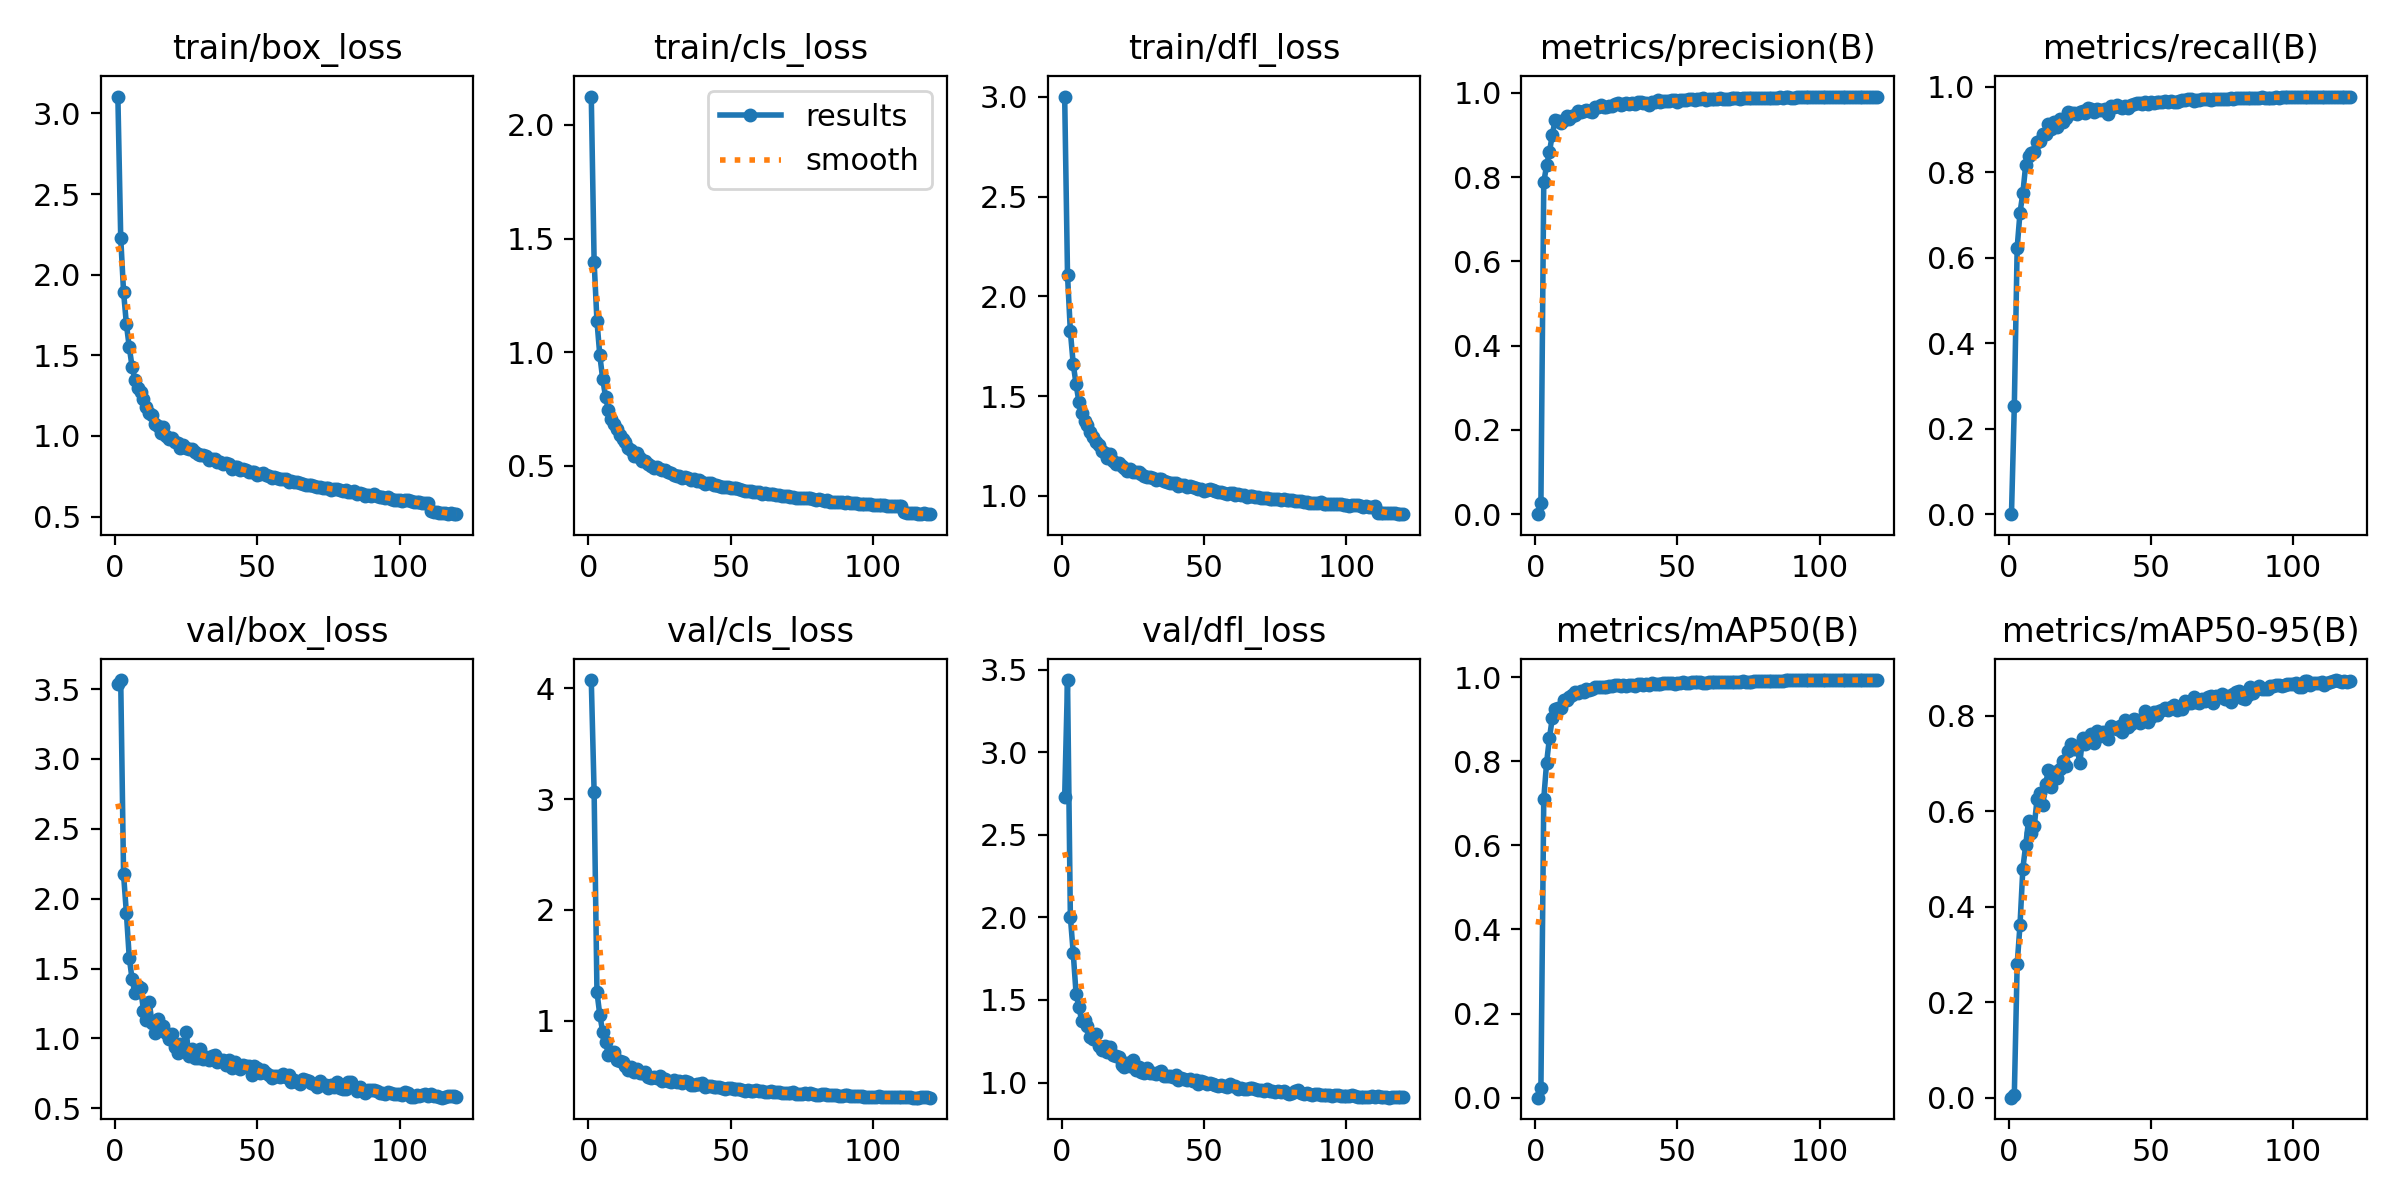 train/box_loss
3.0
2.5
2.0
1.5
1.0
0.5
0 50 100
train/cls_loss
results
smooth
2.0
1.5
1.0
0.5
0 50 100
train/dfl_loss
3.0
2.5
2.0
1.5
1.0
0 50 100
metrics/precision(B)
1.0
0.8
0.6
0.4
0.2
0.0
0 50 100
metrics/recall(B)
1.0
0.8
0.6
0.4
0.2
0.0
0 50 100
val/box_loss
3.5
3.0
2.5
2.0
1.5
1.0
0.5
0 50 100
val/cls_loss
4
3
2
1
0 50 100
val/dfl_loss
3.5
3.0
2.5
2.0
1.5
1.0
0 50 100
metrics/mAP50(B)
1.0
0.8
0.6
0.4
0.2
0.0
0 50 100
metrics/mAP50-95(B)
0.8
0.6
0.4
0.2
0.0
0 50 100